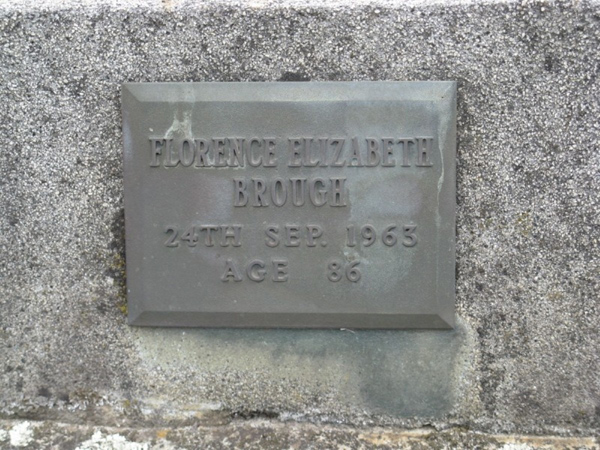 FLORENCE ELIZABETH
BROUGH
24TH SEP. 1963
AGE 86